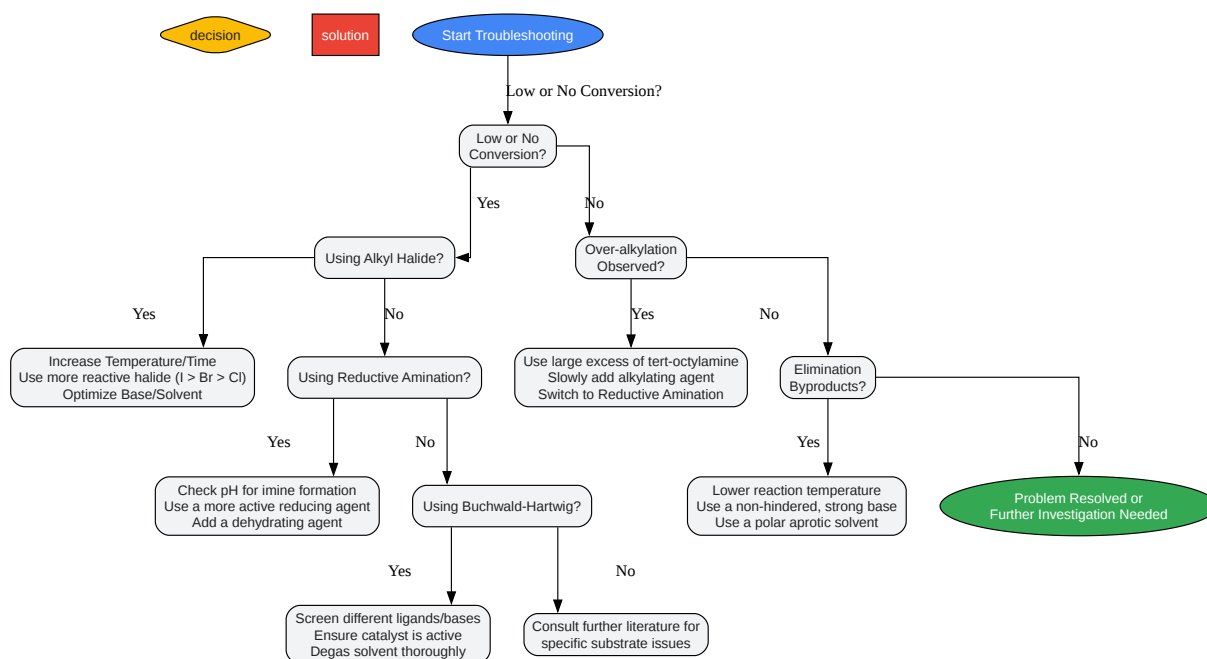 decision
solution
Start Troubleshooting
Low or No Conversion?
Low or No
Conversion?
Yes
No
Using Alkyl Halide?
Over-alkylation
Observed?
Yes
No
Yes
No
Increase Temperature/Time
Use more reactive halide (I > Br > Cl)
Optimize Base/Solvent
Using Reductive Amination?
Use large excess of tert-octylamine
Slowly add alkylating agent
Switch to Reductive Amination
Elimination
Byproducts?
Yes
No
Yes
No
Check pH for imine formation
Use a more active reducing agent
Add a dehydrating agent
Using Buchwald-Hartwig?
Lower reaction temperature
Use a non-hindered, strong base
Use a polar aprotic solvent
Problem Resolved or
Further Investigation Needed
Yes
No
Screen different ligands/bases
Ensure catalyst is active
Degas solvent thoroughly
Consult further literature for
specific substrate issues